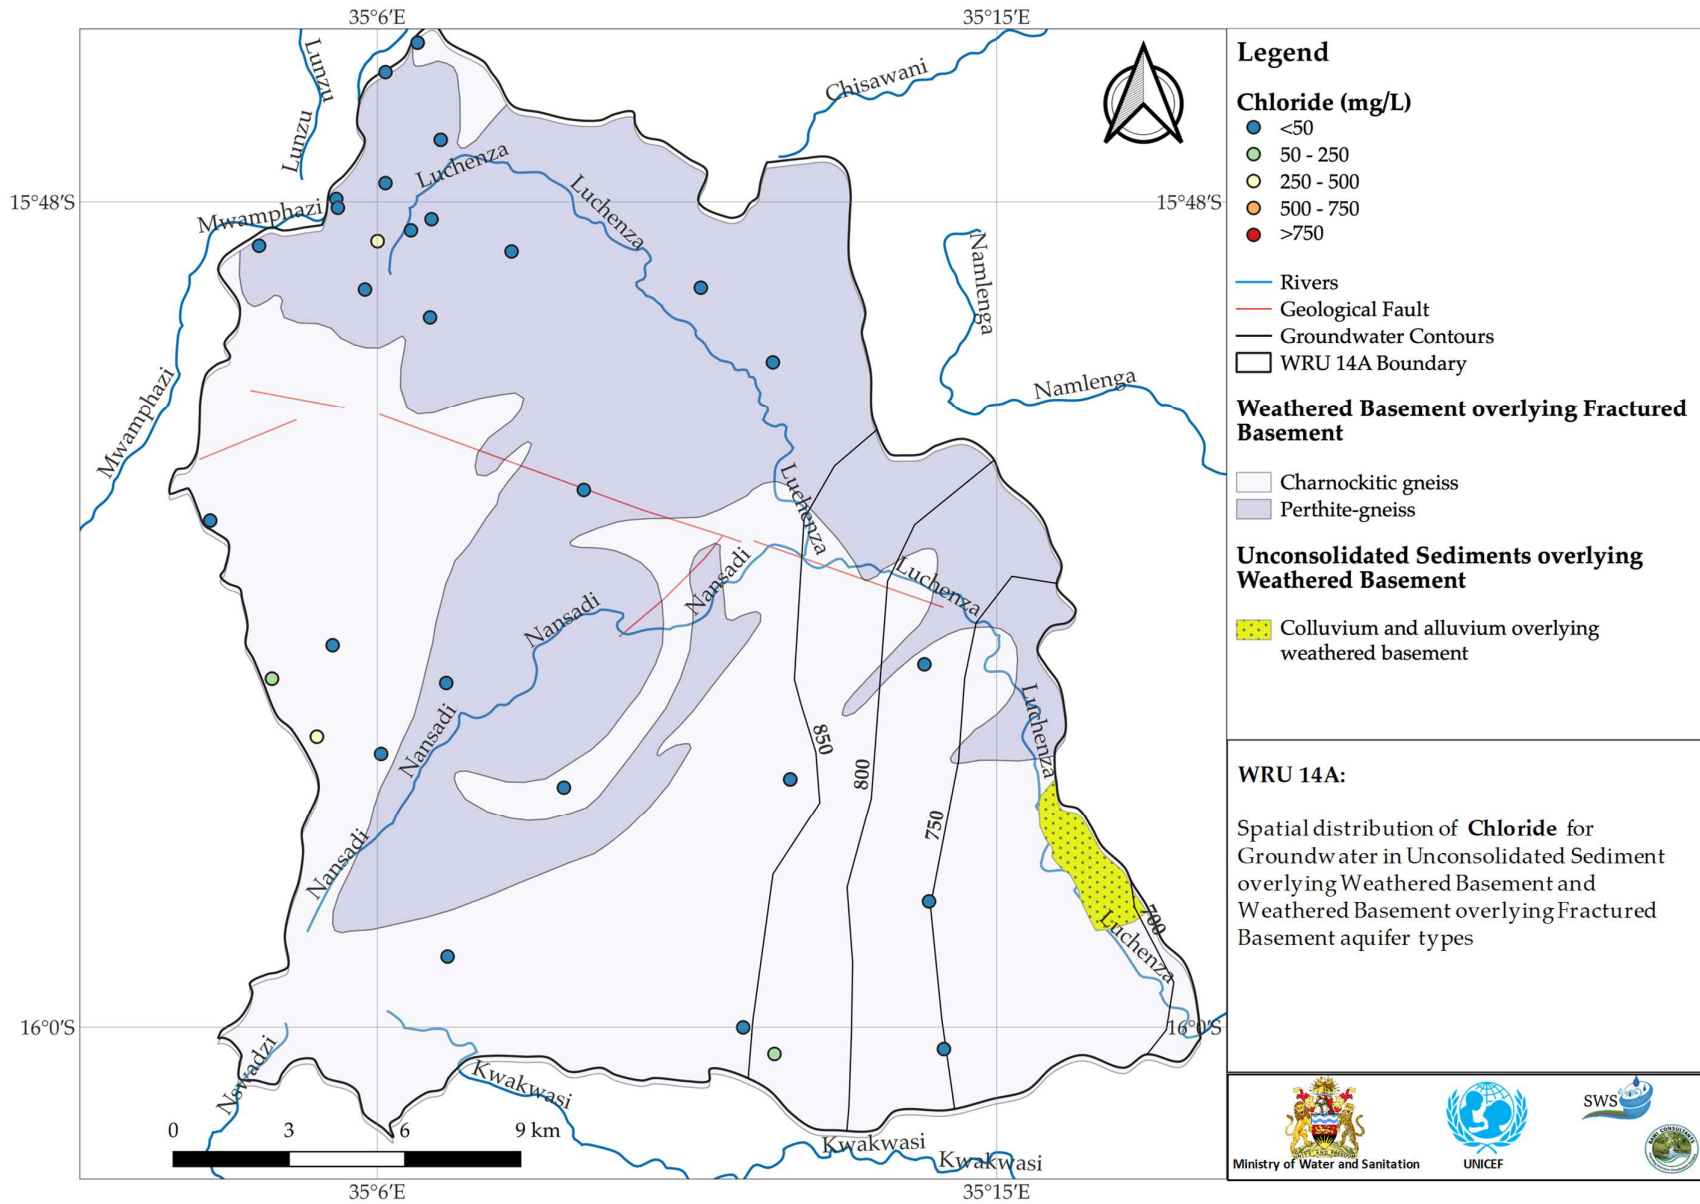 35°6′E
35°15′E
Lunzu
Lunzu
Chisawani
Luchenza
Luchenza
15°48′S
15°48′S
Mwamphazi
Namlenga
Namlenga
Mwamphazi
Luchenza
Nansadi
Luchenza
Nansadi
Luchenza
Nansadi
850
800
750
Nansadi
700
Luchenza
16°0′S
16°0′S
Nswadzi
Kwakwasi
Kwakwasi
Kwakwasi
0 3 6 9 km
35°6′E
35°15′E
Legend
Chloride (mg/L)
<50
50 - 250
250 - 500
500 - 750
>750
Rivers
Geological Fault
Groundwater Contours
WRU 14A Boundary
Weathered Basement overlying Fractured
Basement
Charnockitic gneiss
Perthite-gneiss
Unconsolidated Sediments overlying
Weathered Basement
Colluvium and alluvium overlying
weathered basement
WRU 14A:
Spatial distribution of Chloride for
Groundwater in Unconsolidated Sediment
overlying Weathered Basement and
Weathered Basement overlying Fractured
Basement aquifer types
Ministry of Water and Sanitation
UNICEF
SWS